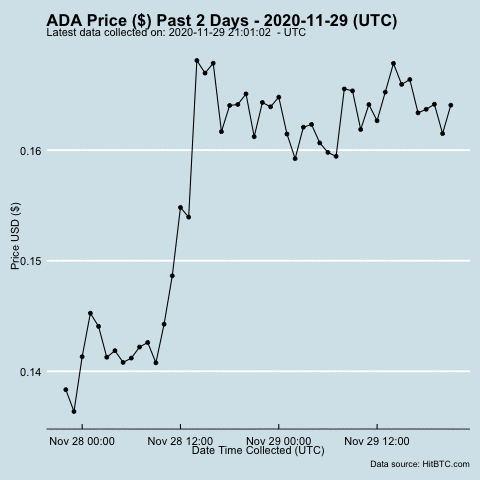 ADA Price ($) Past 2 Days - 2020-11-29 (UTC)
Latest data collected on: 2020-11-29 21:01:02 - UTC
0.16
0.15
0.14
Price USD ($)
Nov 28 00:00 Nov 28 12:00 Nov 29 00:00 Nov 29 12:00
Date Time Collected (UTC)
Data source: HitBTC.com